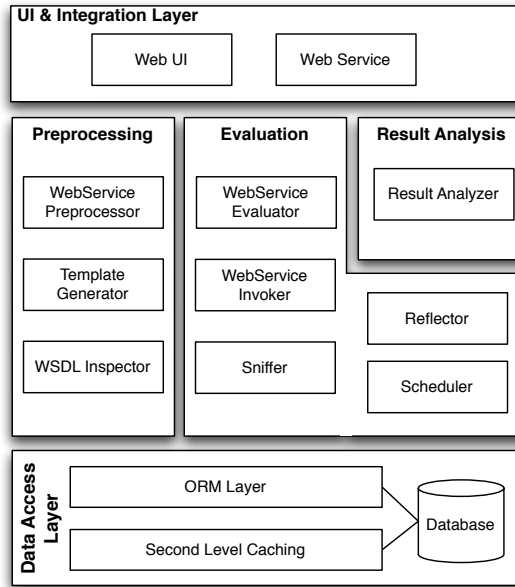 UI & Integration Layer
Web UI
Web Service
Preprocessing
WebService
Preprocessor
Template
Generator
WSDL Inspector
Evaluation
WebService
Evaluator
WebService
Invoker
Sniffer
Result Analysis
Result Analyzer
Reflector
Scheduler
Data Access
Layer
ORM Layer
Second Level Caching
Database